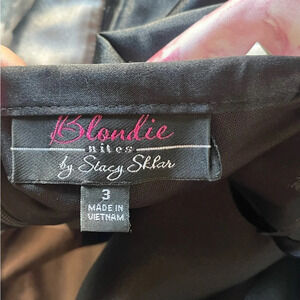 Blondie
nites
by Stacy Sklar
3
MADE IN
VIETNAM